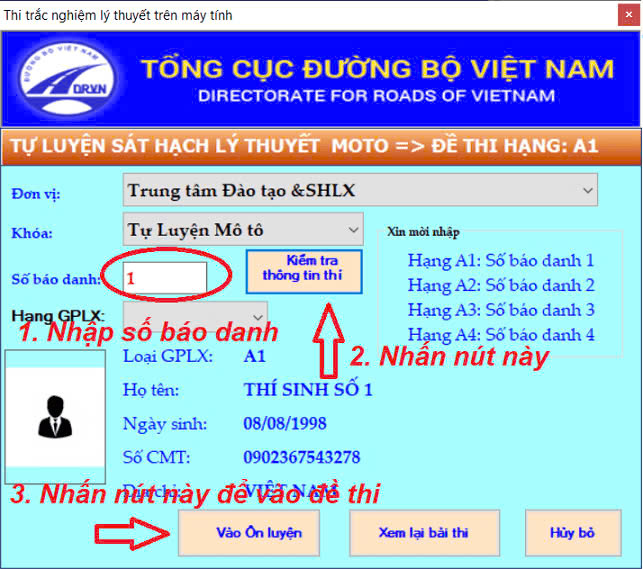 Thi trắc nghiệm lý thuyết trên máy tính
ĐƯỜNG BỘ VIỆT NAM
DRVN
TỔNG CỤC ĐƯỜNG BỘ VIỆT NAM
DIRECTORATE FOR ROADS OF VIETNAM
TỰ LUYỆN SÁT HẠCH LÝ THUYẾT MOTO => ĐỀ THI HẠNG: A1
Đơn vị: Trung tâm Đào tạo &SHLX
Khóa: Tự Luyện Mô tô
Số báo danh: 1
Kiểm tra
thông tin thí
Xin mời nhập
Hạng A1: Số báo danh 1
Hạng A2: Số báo danh 2
Hạng A3: Số báo danh 3
Hạng A4: Số báo danh 4
Hạng GPLX:
1. Nhập số báo danh
2. Nhấn nút này
Loại GPLX: A1
Họ tên: THÍ SINH SỐ 1
Ngày sinh: 08/08/1998
Số CMT: 0902367543278
Địa chỉ: VIỆT NAM
3. Nhấn nút này để vào đề thi
Vào Ôn luyện
Xem lại bài thi
Hủy bỏ